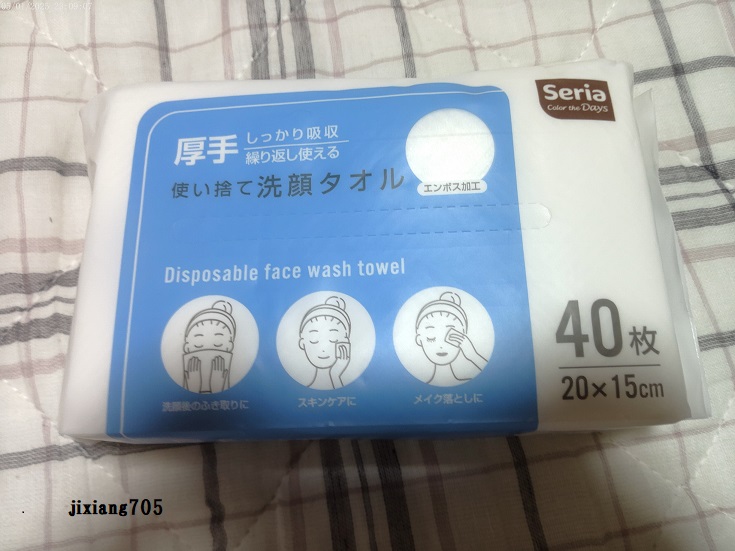 Seria
Color the Days
厚手
しっかり吸収
繰り返し使える
使い捨て洗顔タオル
エンボス加工
Disposable face wash towel
洗顔後のふき取りに
スキンケアに
メイク落としに
40枚
20×15cm
jixiang705